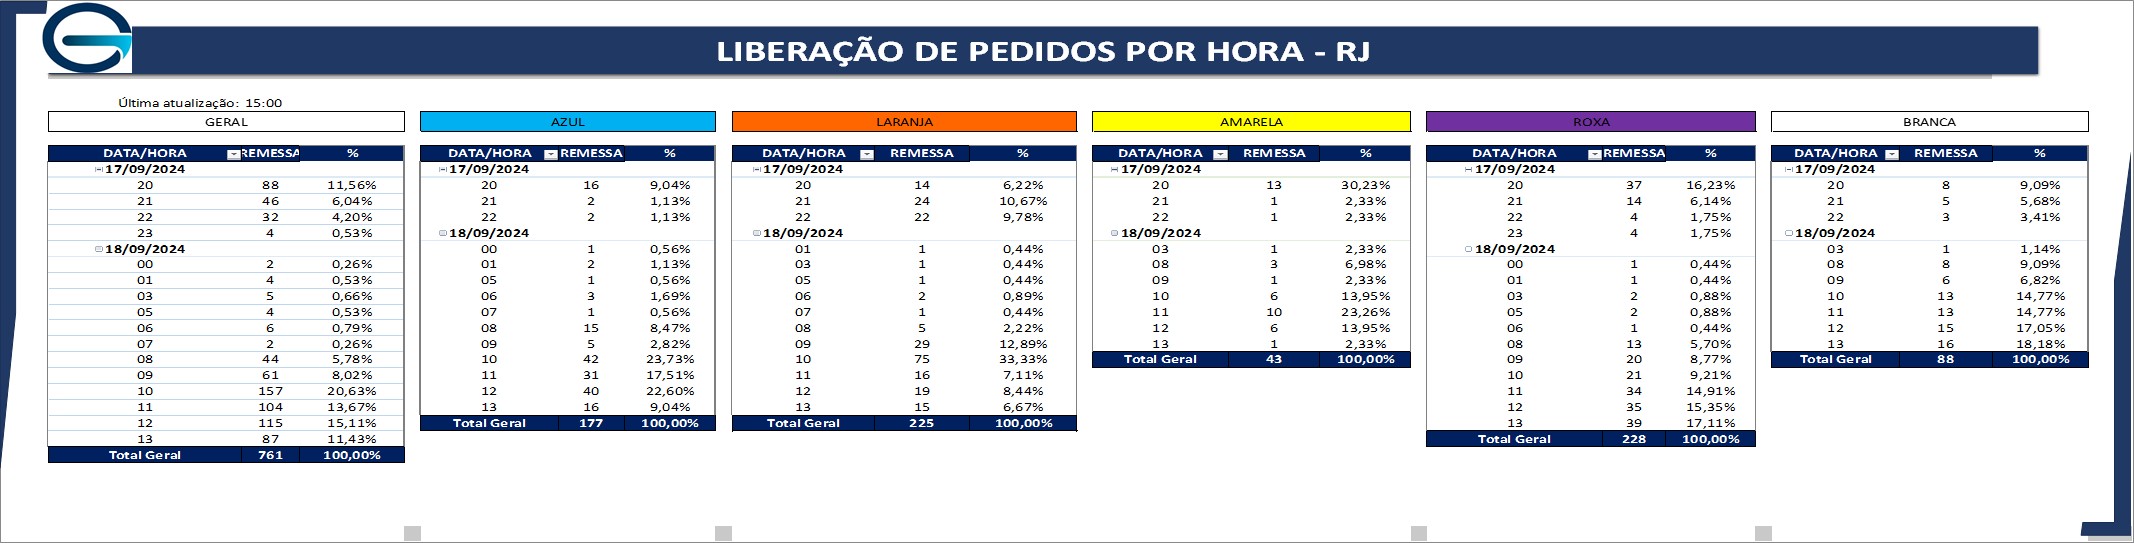 LIBERAÇÃO DE PEDIDOS POR HORA - RJ
Última atualização: 15:00
GERAL
DATA/HORA REMESSA %
17/09/2024
20 88 11,56%
21 46 6,04%
22 32 4,20%
23 4 0,53%
18/09/2024
00 2 0,26%
01 4 0,53%
03 5 0,66%
05 4 0,53%
06 6 0,79%
07 2 0,26%
08 44 5,78%
09 61 8,02%
10 157 20,63%
11 104 13,67%
12 115 15,11%
13 87 11,43%
Total Geral 761 100,00%
AZUL
DATA/HORA REMESSA %
17/09/2024
20 16 9,04%
21 2 1,13%
22 2 1,13%
18/09/2024
00 1 0,56%
01 2 1,13%
05 1 0,56%
06 3 1,69%
07 1 0,56%
08 15 8,47%
09 5 2,82%
10 42 23,73%
11 31 17,51%
12 40 22,60%
13 16 9,04%
Total Geral 177 100,00%
LARANJA
DATA/HORA REMESSA %
17/09/2024
20 14 6,22%
21 24 10,67%
22 22 9,78%
18/09/2024
01 1 0,44%
03 1 0,44%
05 1 0,44%
06 2 0,89%
07 1 0,44%
08 5 2,22%
09 29 12,89%
10 75 33,33%
11 16 7,11%
12 19 8,44%
13 15 6,67%
Total Geral 225 100,00%
AMARELA
DATA/HORA REMESSA %
17/09/2024
20 13 30,23%
21 1 2,33%
22 1 2,33%
18/09/2024
03 1 2,33%
08 3 6,98%
09 1 2,33%
10 6 13,95%
11 10 23,26%
12 6 13,95%
13 1 2,33%
Total Geral 43 100,00%
ROXA
DATA/HORA REMESSA %
17/09/2024
20 37 16,23%
21 14 6,14%
22 4 1,75%
23 4 1,75%
18/09/2024
00 1 0,44%
01 1 0,44%
03 2 0,88%
05 2 0,88%
06 1 0,44%
08 13 5,70%
09 20 8,77%
10 21 9,21%
11 34 14,91%
12 35 15,35%
13 39 17,11%
Total Geral 228 100,00%
BRANCA
DATA/HORA REMESSA %
17/09/2024
20 8 9,09%
21 5 5,68%
22 3 3,41%
18/09/2024
03 1 1,14%
08 8 9,09%
09 6 6,82%
10 13 14,77%
11 13 14,77%
12 15 17,05%
13 16 18,18%
Total Geral 88 100,00%